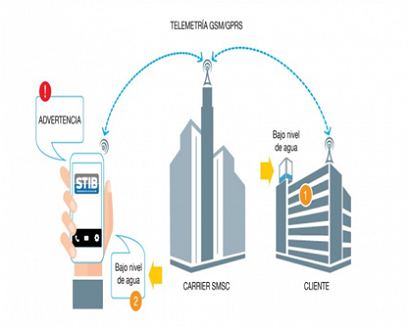 TELEMETRÍA GSM/GPRS
!
ADVERTENCIA
STIB
Bajo nivel
de agua
1
Bajo nivel
de agua
2
CARRIER SMSC
CLIENTE